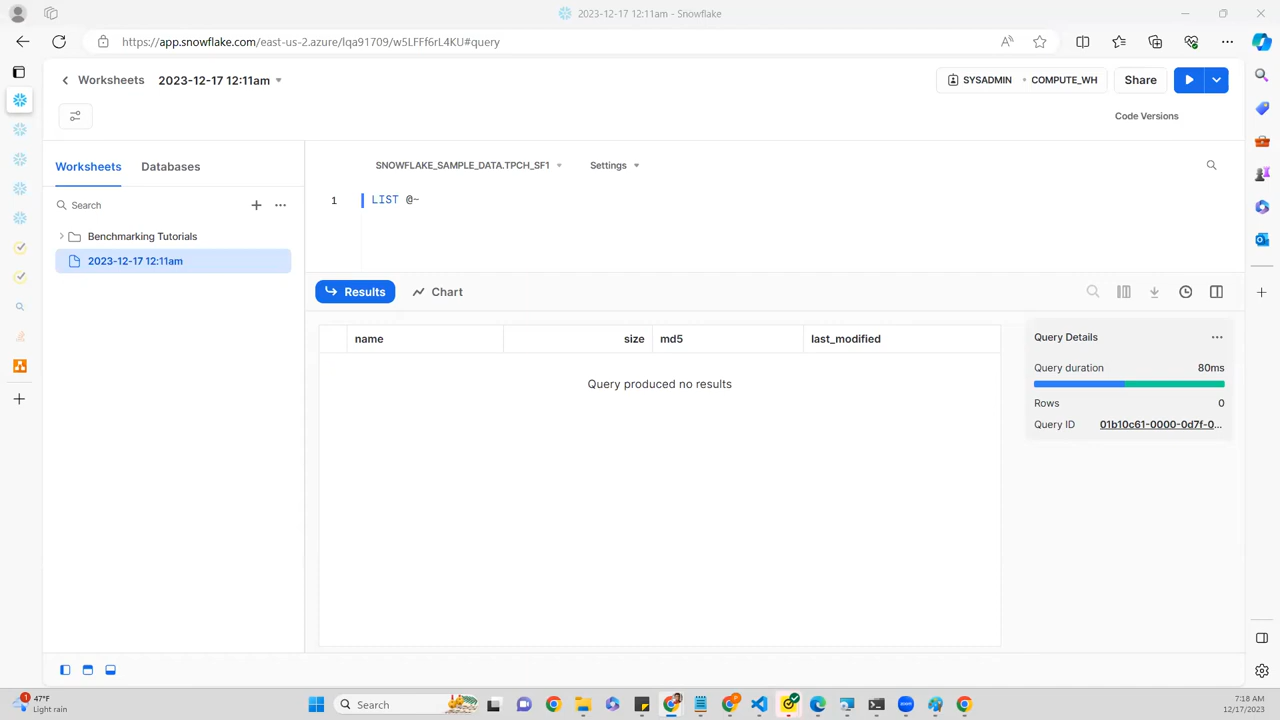 2023-12-17 12:11am - Snowflake
https://app.snowflake.com/east-us-2.azure/lqa91709/w5LFFf6rL4KU#query
Worksheets
2023-12-17 12:11am
SYSADMIN
COMPUTE_WH
Share
Code Versions
Worksheets
Databases
SNOWFLAKE_SAMPLE_DATA.TPCH_SF1
Settings
Search
1
LIST @~
Benchmarking Tutorials
2023-12-17 12:11am
Results
Chart
name
size
md5
last_modified
Query produced no results
Query Details
Query duration
80ms
Rows
0
Query ID
01b10c61-0000-0d7f-0...
1
47°F
Light rain
Search
7:18 AM
12/17/2023